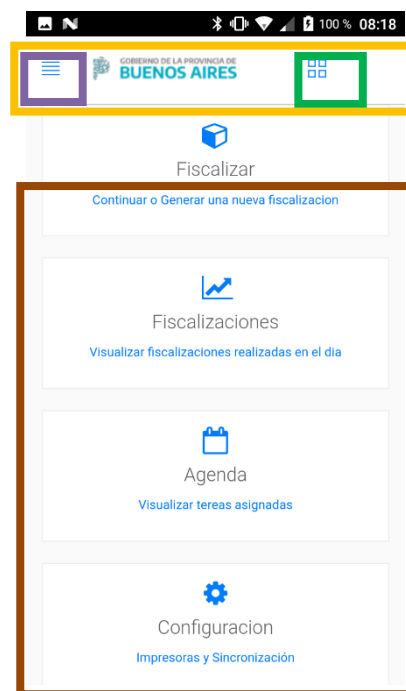 100 % 08:18
GOBIERNO DE LA PROVINCIA DE
BUENOS AIRES
Fiscalizar
Continuar o Generar una nueva fiscalizacion
Fiscalizaciones
Visualizar fiscalizaciones realizadas en el dia
Agenda
Visualizar tereas asignadas
Configuracion
Impresoras y Sincronización